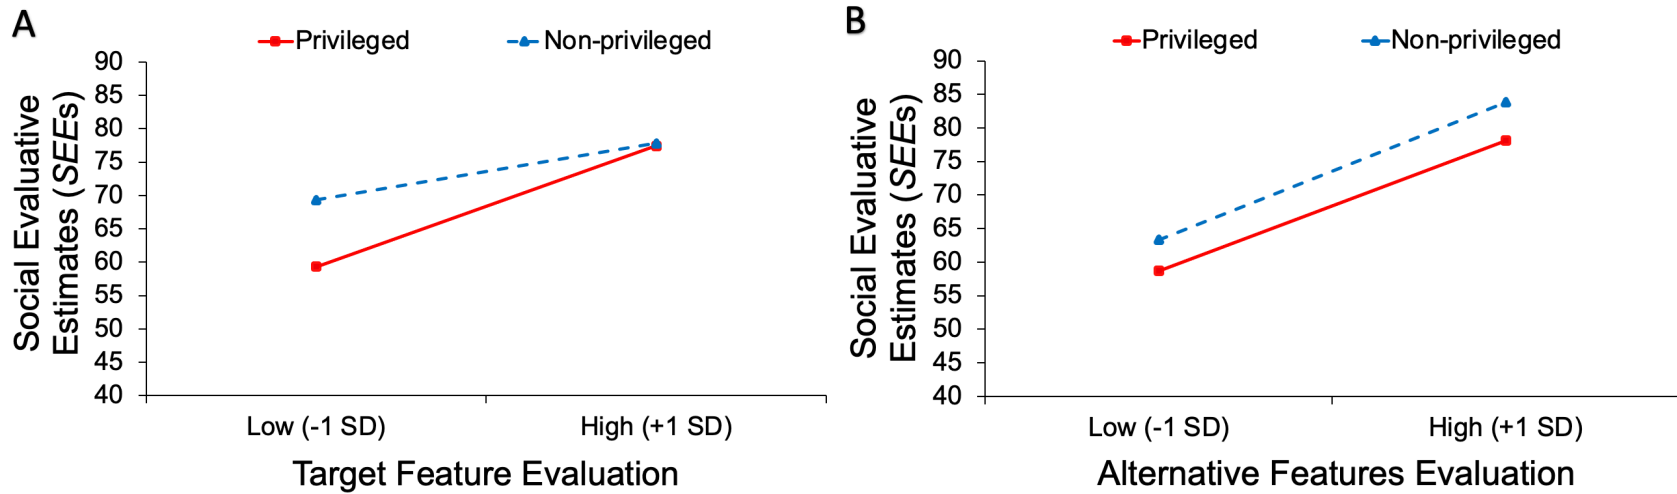 A
Privileged
Non-privileged
Social Evaluative
Estimates (SEEs)
90
85
80
75
70
65
60
55
50
45
40
Low (-1 SD)
High (+1 SD)
Target Feature Evaluation
B
Privileged
Non-privileged
Social Evaluative
Estimates (SEEs)
90
85
80
75
70
65
60
55
50
45
40
Low (-1 SD)
High (+1 SD)
Alternative Features Evaluation